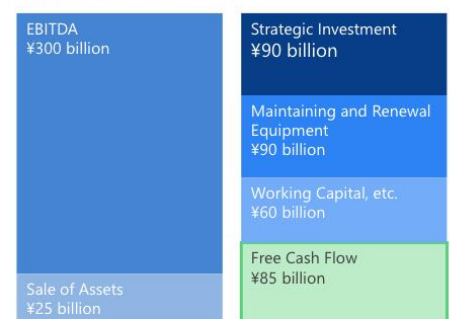 EBITDA
¥300 billion
Sale of Assets
¥25 billion
Strategic Investment
¥90 billion
Maintaining and Renewal
Equipment
¥90 billion
Working Capital, etc.
¥60 billion
Free Cash Flow
¥85 billion